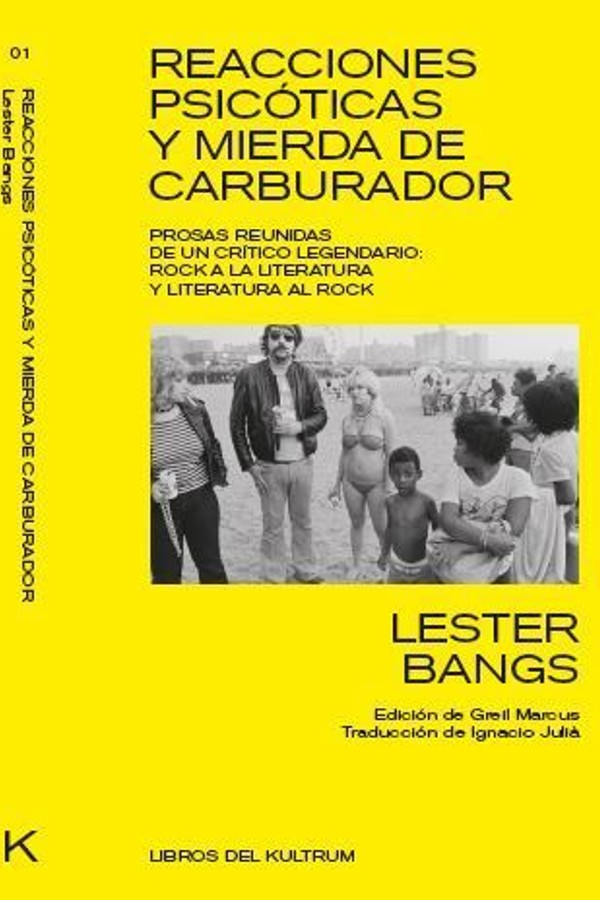 01
REACCIONES PSICÓTICAS Y MIERDA DE CARBURADOR
Lester Bangs
K
REACCIONES
PSICÓTICAS
Y MIERDA DE
CARBURADOR
PROSAS REUNIDAS
DE UN CRÍTICO LEGENDARIO:
ROCK A LA LITERATURA
Y LITERATURA AL ROCK
LESTER
BANGS
Edición de Greil Marcus
Traducción de Ignacio Julià
LIBROS DEL KULTRUM